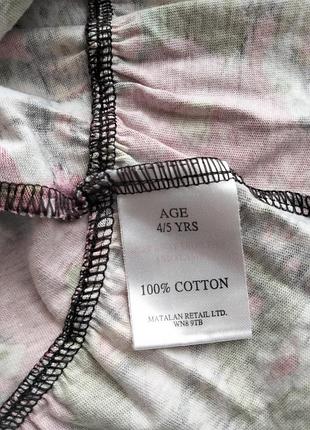 AGE
4/5 YRS
100% COTTON
MATALAN RETAIL LTD.
WN8 9TB